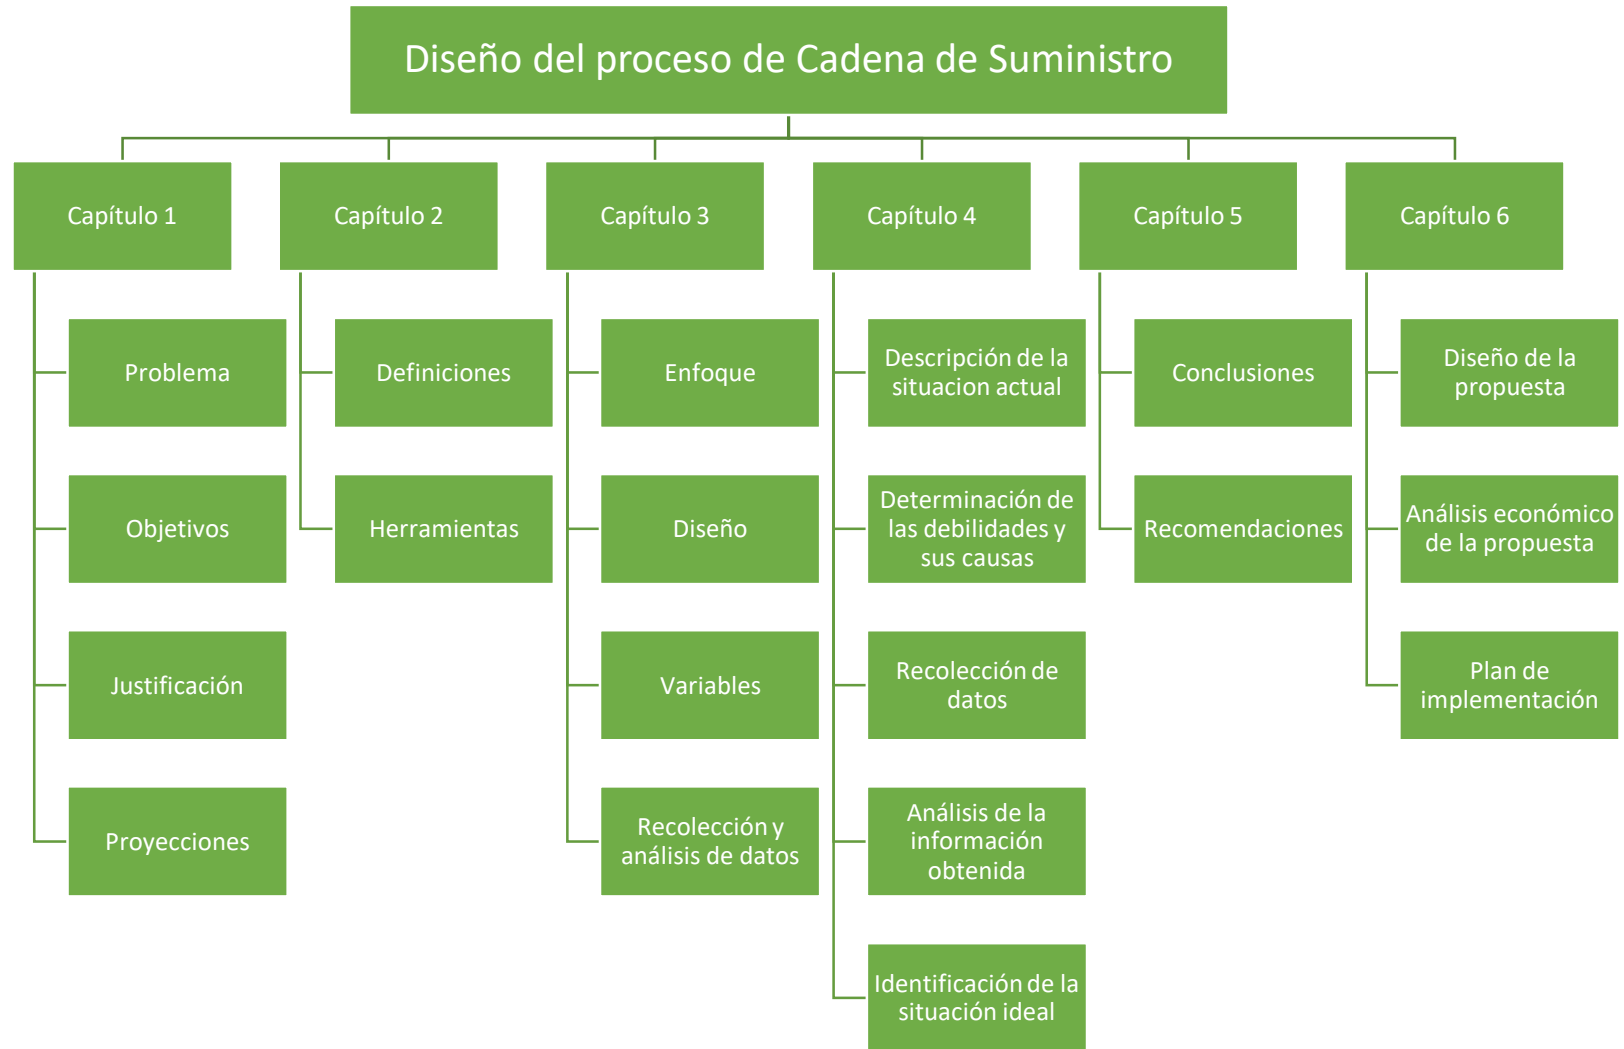 Diseño del proceso de Cadena de Suministro
Capítulo 1
Problema
Objetivos
Justificación
Proyecciones
Capítulo 2
Definiciones
Herramientas
Capítulo 3
Enfoque
Diseño
Variables
Recolección y
análisis de datos
Capítulo 4
Descripción de la
situacion actual
Determinación de
las debilidades y
sus causas
Recolección de
datos
Análisis de la
información
obtenida
Identificación de la
situación ideal
Capítulo 5
Conclusiones
Recomendaciones
Capítulo 6
Diseño de la
propuesta
Análisis económico
de la propuesta
Plan de
implementación